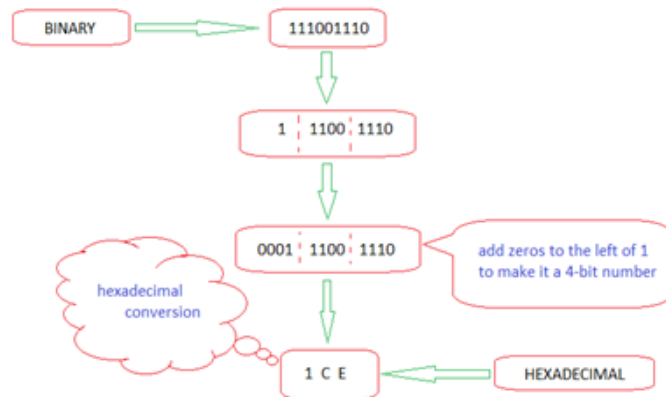 BINARY
111001110
1 1100 1110
0001 1100 1110
add zeros to the left of 1
to make it a 4-bit number
hexadecimal
conversion
1 C E
HEXADECIMAL